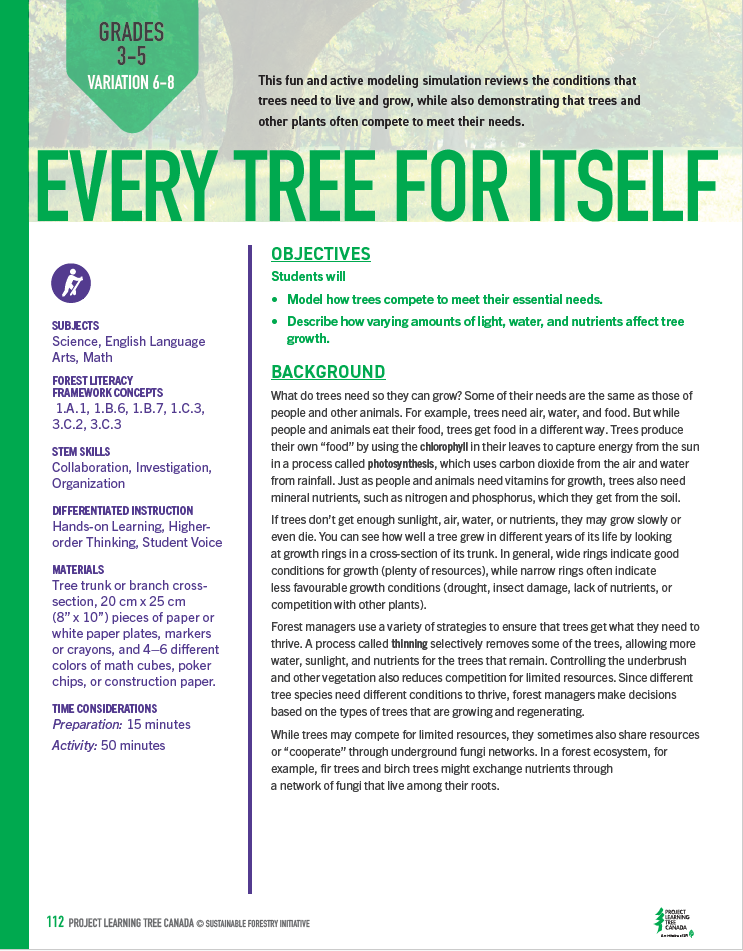 GRADES
3–5
VARIATION 6–8
This fun and active modeling simulation reviews the conditions that
trees need to live and grow, while also demonstrating that trees and
other plants often compete to meet their needs.
EVERY TREE FOR ITSELF
SUBJECTS
Science, English Language
Arts, Math
FOREST LITERACY
FRAMEWORK CONCEPTS
1.A.1, 1.B.6, 1.B.7, 1.C.3,
3.C.2, 3.C.3
STEM SKILLS
Collaboration, Investigation,
Organization
DIFFERENTIATED INSTRUCTION
Hands-on Learning, Higher-
order Thinking, Student Voice
MATERIALS
Tree trunk or branch cross-
section, 20 cm x 25 cm
(8” x 10”) pieces of paper or
white paper plates, markers
or crayons, and 4–6 different
colors of math cubes, poker
chips, or construction paper.
TIME CONSIDERATIONS
Preparation: 15 minutes
Activity: 50 minutes
OBJECTIVES
Students will
• Model how trees compete to meet their essential needs.
• Describe how varying amounts of light, water, and nutrients affect tree
growth.
BACKGROUND
What do trees need so they can grow? Some of their needs are the same as those of
people and other animals. For example, trees need air, water, and food. But while
people and animals eat their food, trees get food in a different way. Trees produce
their own “food” by using the chlorophyll in their leaves to capture energy from the sun
in a process called photosynthesis, which uses carbon dioxide from the air and water
from rainfall. Just as people and animals need vitamins for growth, trees also need
mineral nutrients, such as nitrogen and phosphorus, which they get from the soil.
If trees don’t get enough sunlight, air, water, or nutrients, they may grow slowly or
even die. You can see how well a tree grew in different years of its life by looking
at growth rings in a cross-section of its trunk. In general, wide rings indicate good
conditions for growth (plenty of resources), while narrow rings often indicate
less favourable growth conditions (drought, insect damage, lack of nutrients, or
competition with other plants).
Forest managers use a variety of strategies to ensure that trees get what they need to
thrive. A process called thinning selectively removes some of the trees, allowing more
water, sunlight, and nutrients for the trees that remain. Controlling the underbrush
and other vegetation also reduces competition for limited resources. Since different
tree species need different conditions to thrive, forest managers make decisions
based on the types of trees that are growing and regenerating.
While trees may compete for limited resources, they sometimes also share resources
or “cooperate” through underground fungi networks. In a forest ecosystem, for
example, fir trees and birch trees might exchange nutrients through
a network of fungi that live among their roots.
112 PROJECT LEARNING TREE CANADA © SUSTAINABLE FORESTRY INITIATIVE
PROJECT
LEARNING
TREE
CANADA